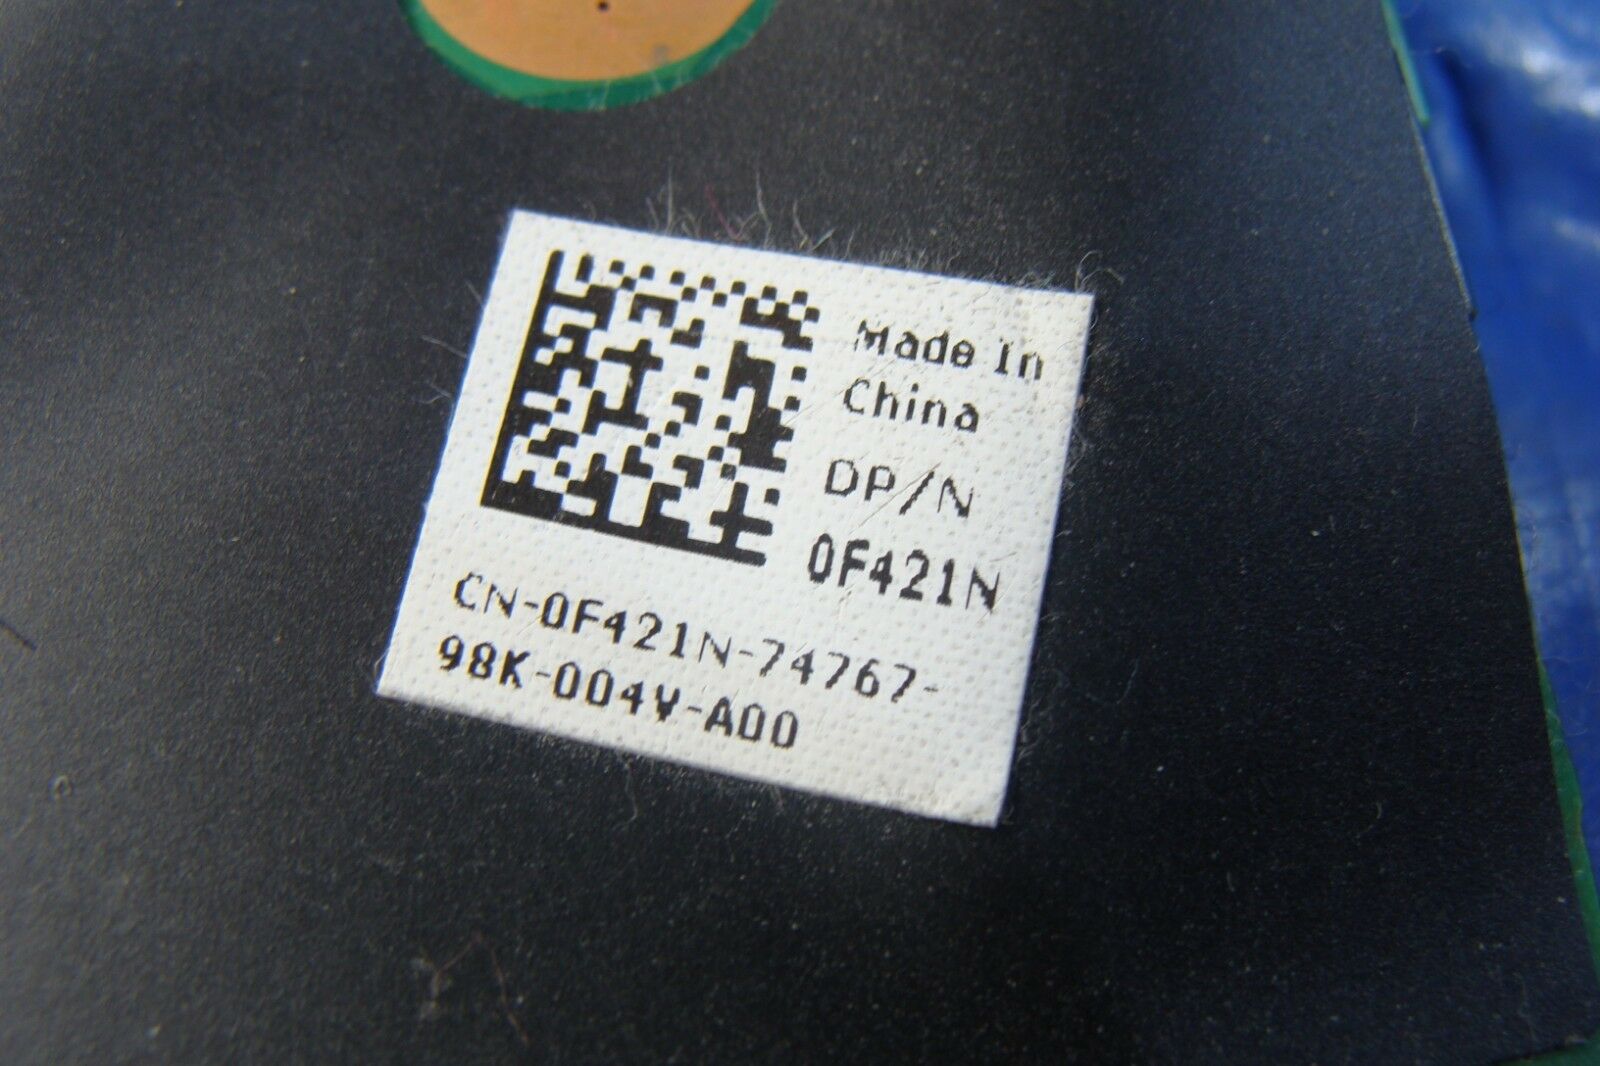 Made In
China
DP/N
0F421N
CN-0F421N-74767-
98K-004V-A00